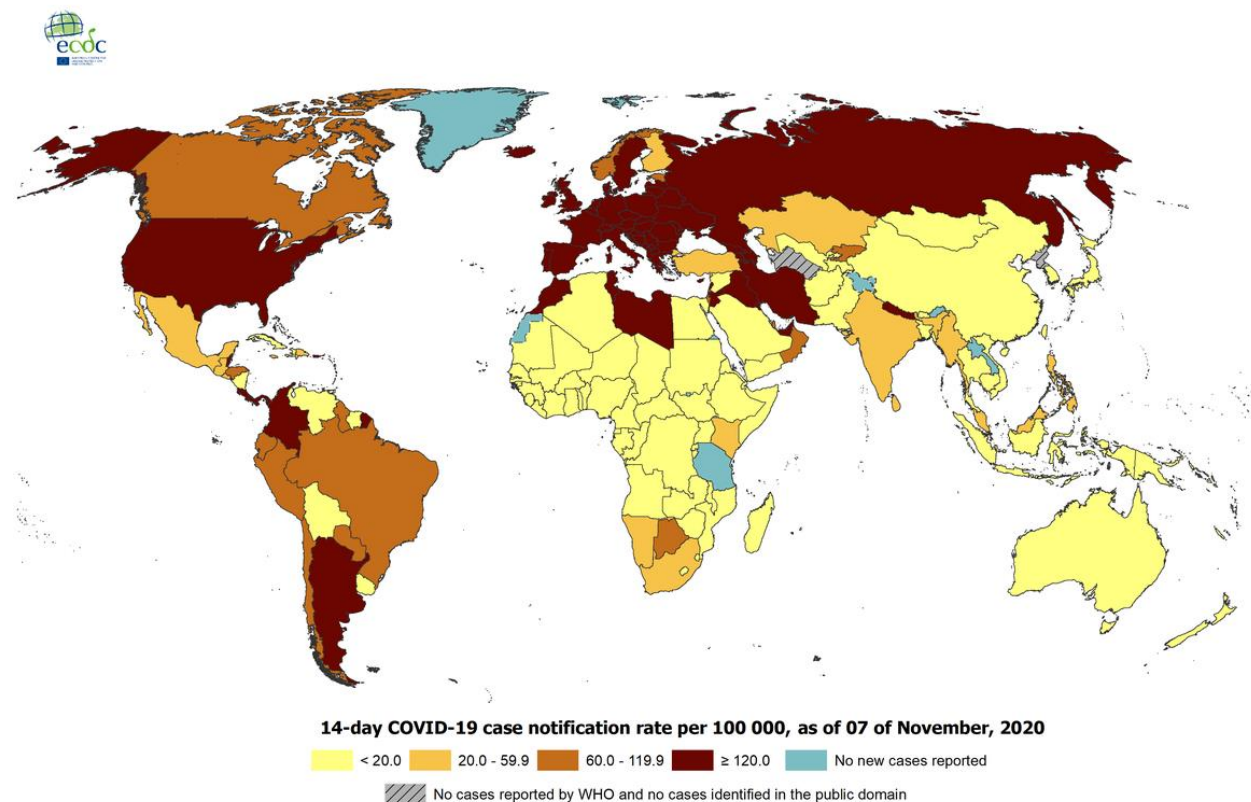 ecdc
14-day COVID-19 case notification rate per 100 000, as of 07 of November, 2020
< 20.0
20.0 - 59.9
60.0 - 119.9
≥ 120.0
No new cases reported
No cases reported by WHO and no cases identified in the public domain